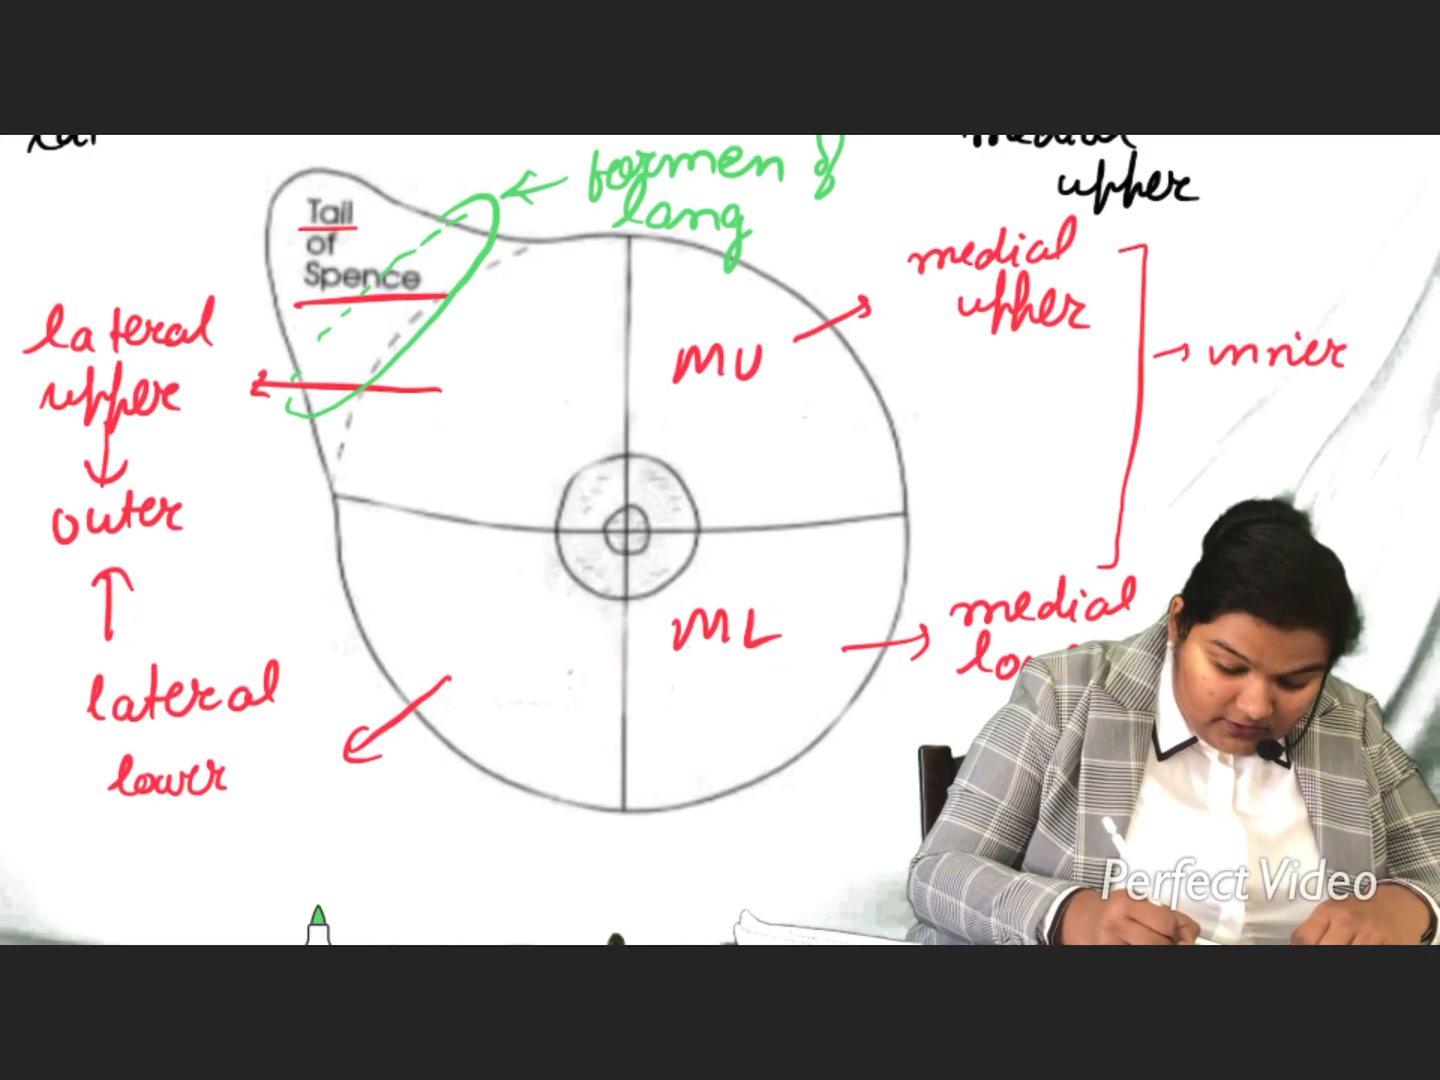 medial
upper
formen of
lang
Tail
of
Spence
medial
upper
inner
lateral
upper
MU
outer
medial
ML
lateral
lower
Perfect Video